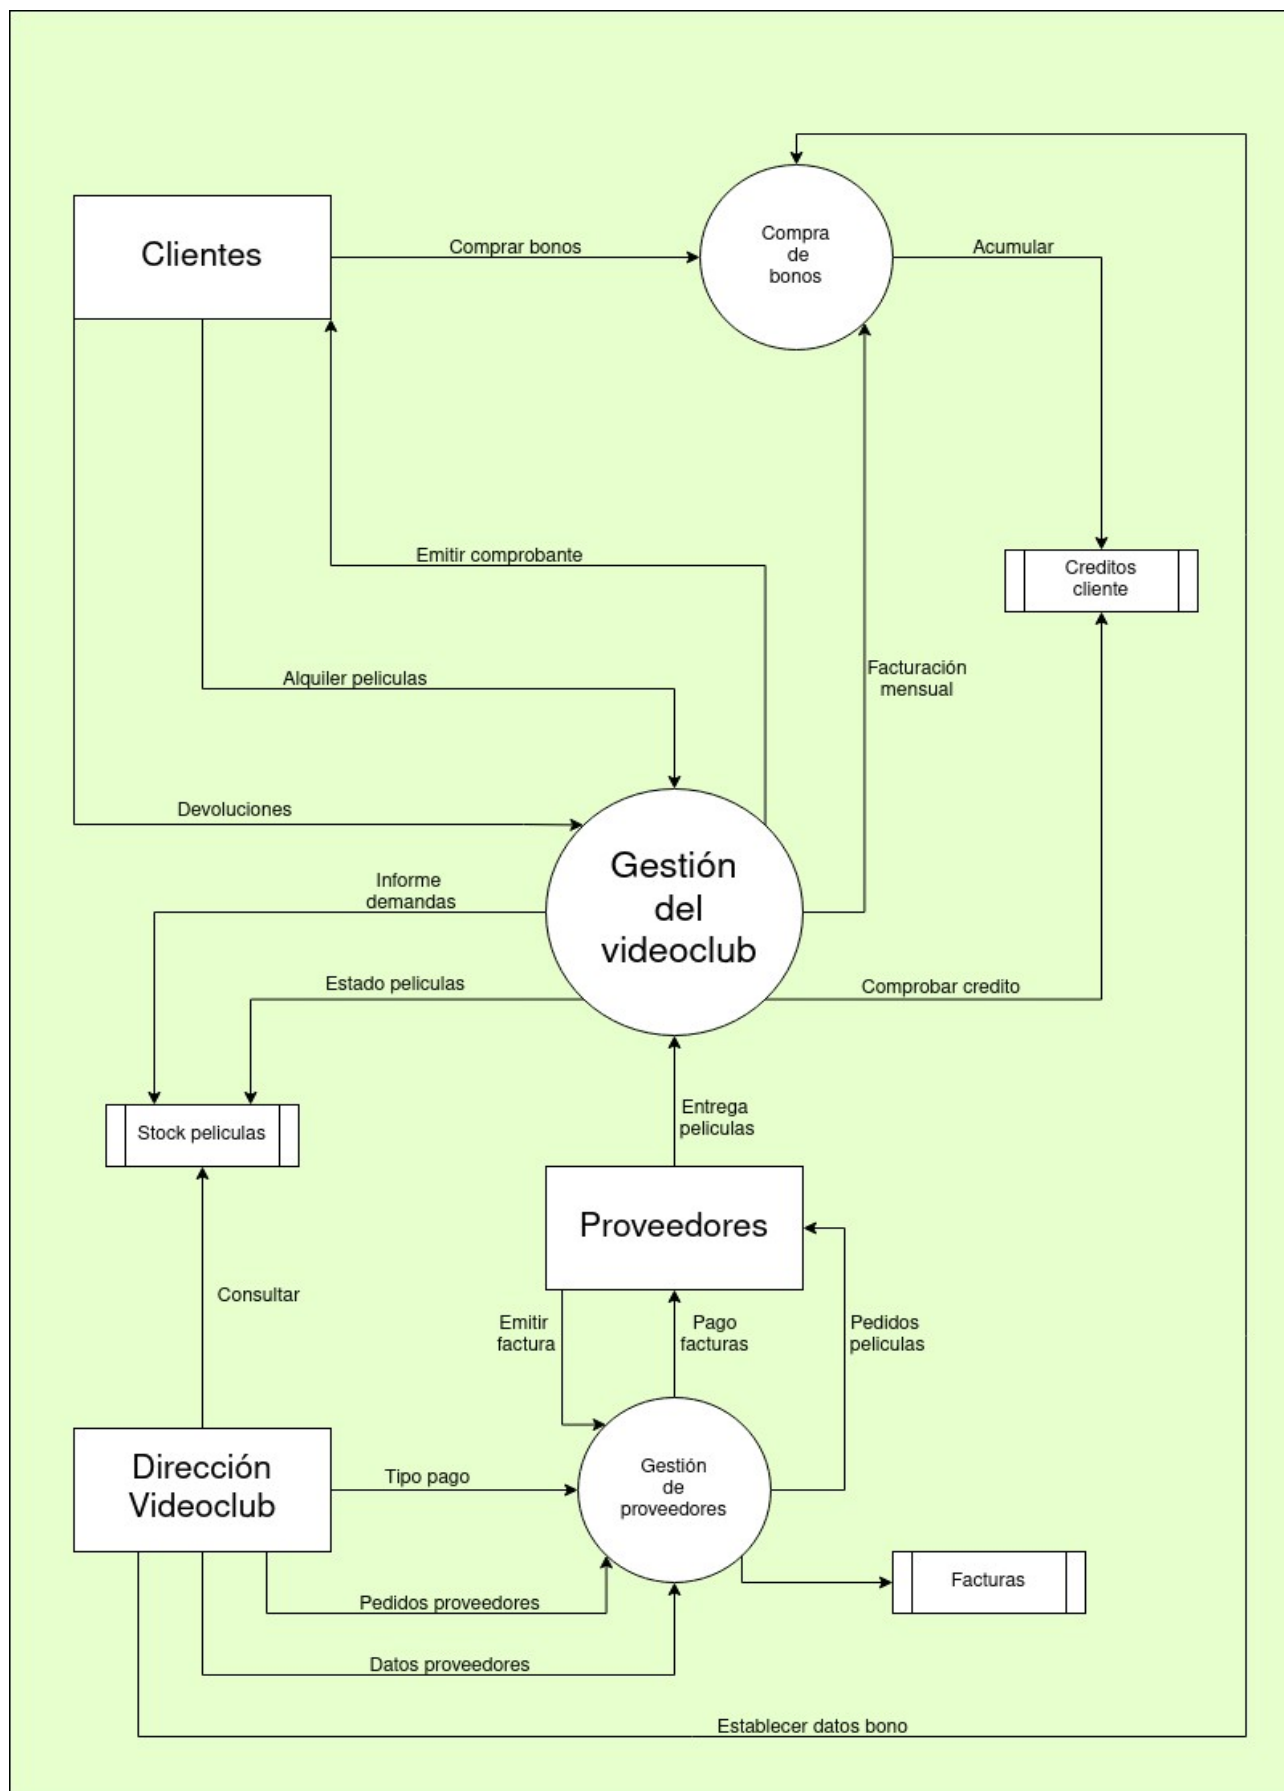 Clientes
Comprar bonos
Compra
de
bonos
Acumular
Emitir comprobante
Creditos
cliente
Alquiler peliculas
Facturación
mensual
Devoluciones
Gestión
del
videoclub
Informe
demandas
Estado peliculas
Comprobar credito
Stock peliculas
Entrega
peliculas
Proveedores
Consultar
Emitir
factura
Pago
facturas
Pedidos
peliculas
Dirección
Videoclub
Tipo pago
Gestión
de
proveedores
Facturas
Pedidos proveedores
Datos proveedores
Establecer datos bono